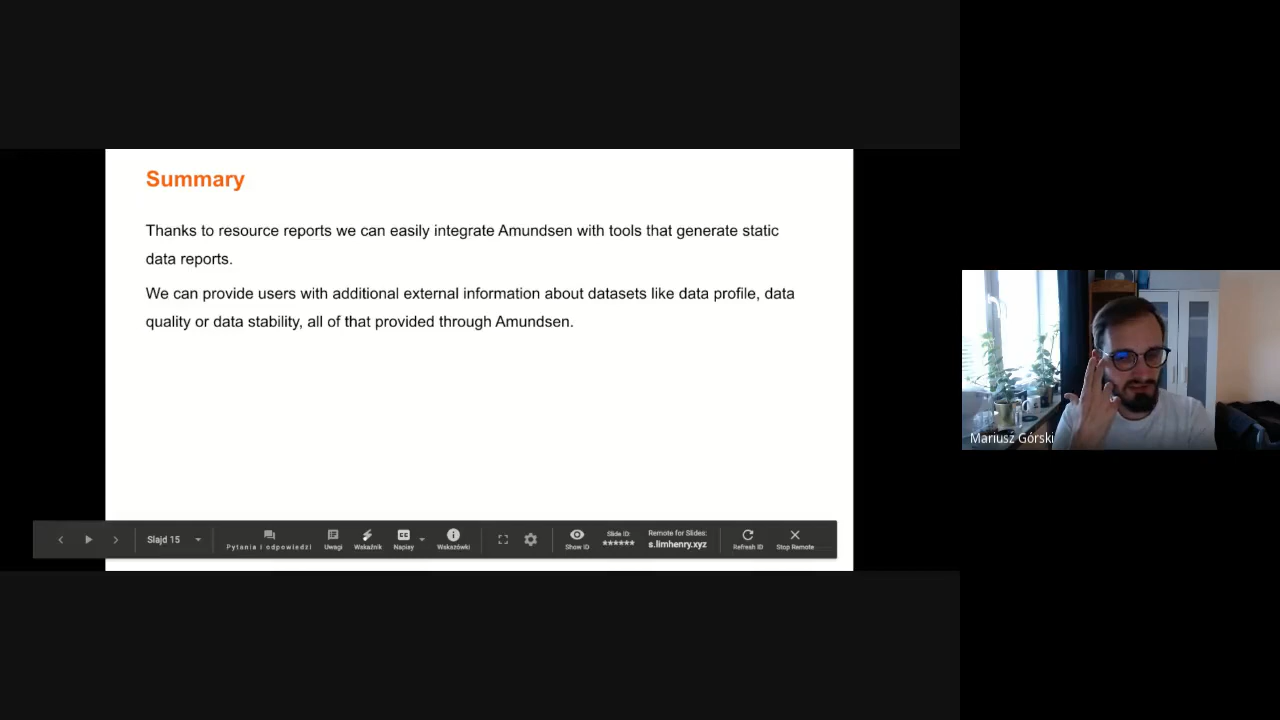 Summary
Thanks to resource reports we can easily integrate Amundsen with tools that generate static
data reports.
We can provide users with additional external information about datasets like data profile, data
quality or data stability, all of that provided through Amundsen.
Mariusz Górski
Slajd 15
Pytania i odpowiedzi
Uwagi
Wskaźnik
Napisy
Wskazówki
Show ID
Slide ID:
******
Remote for Slides:
s.limhenry.xyz
Refresh ID
Stop Remote